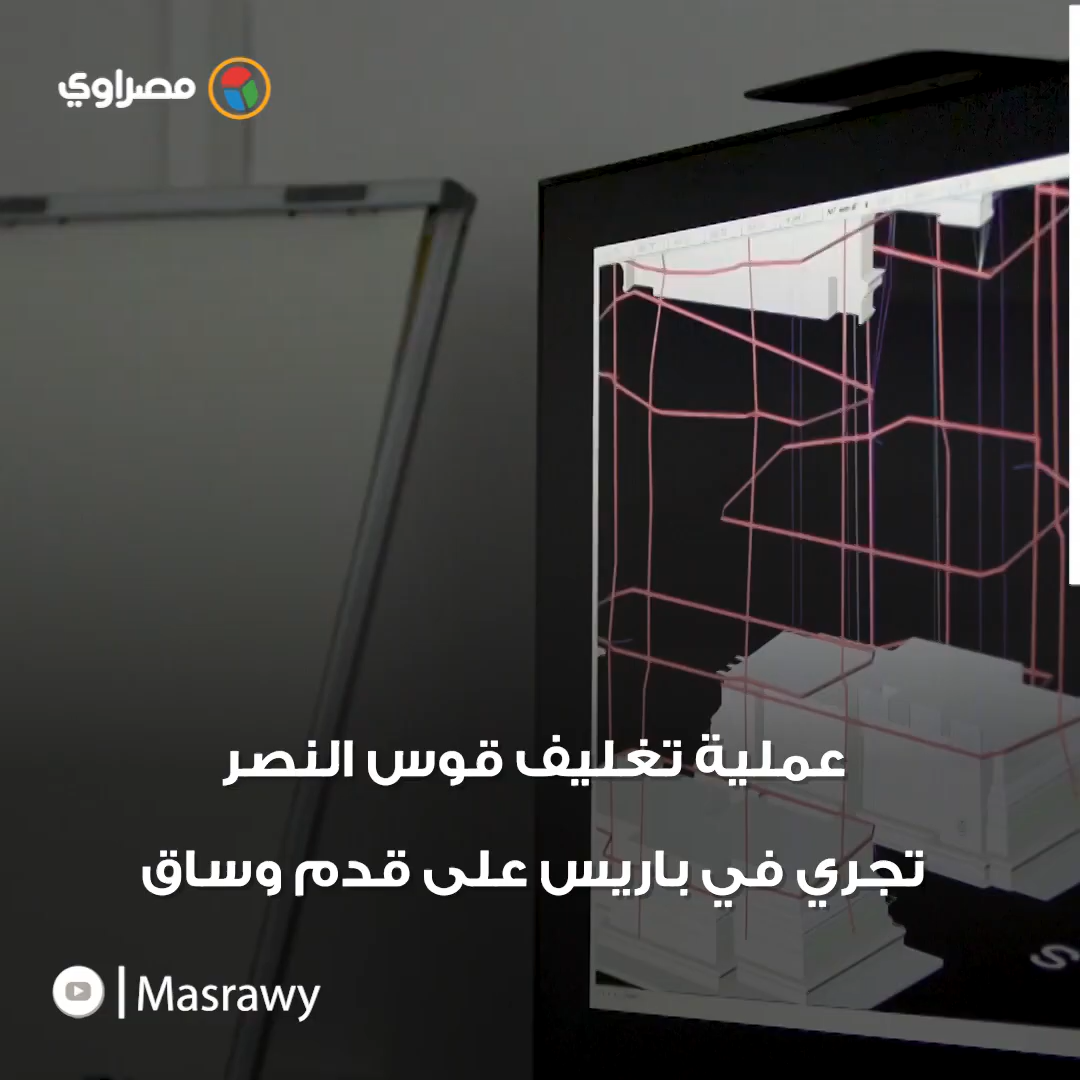 مصراوي
عملية تغليف قوس النصر
تجري في باريس على قدم وساق
Masrawy